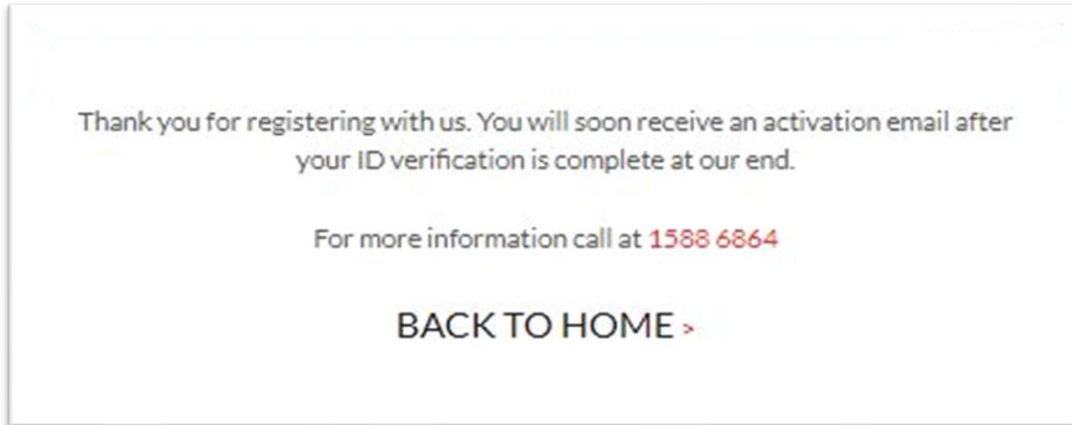 Thank you for registering with us. You will soon receive an activation email after
your ID verification is complete at our end.
For more information call at 1588 6864
BACK TO HOME >